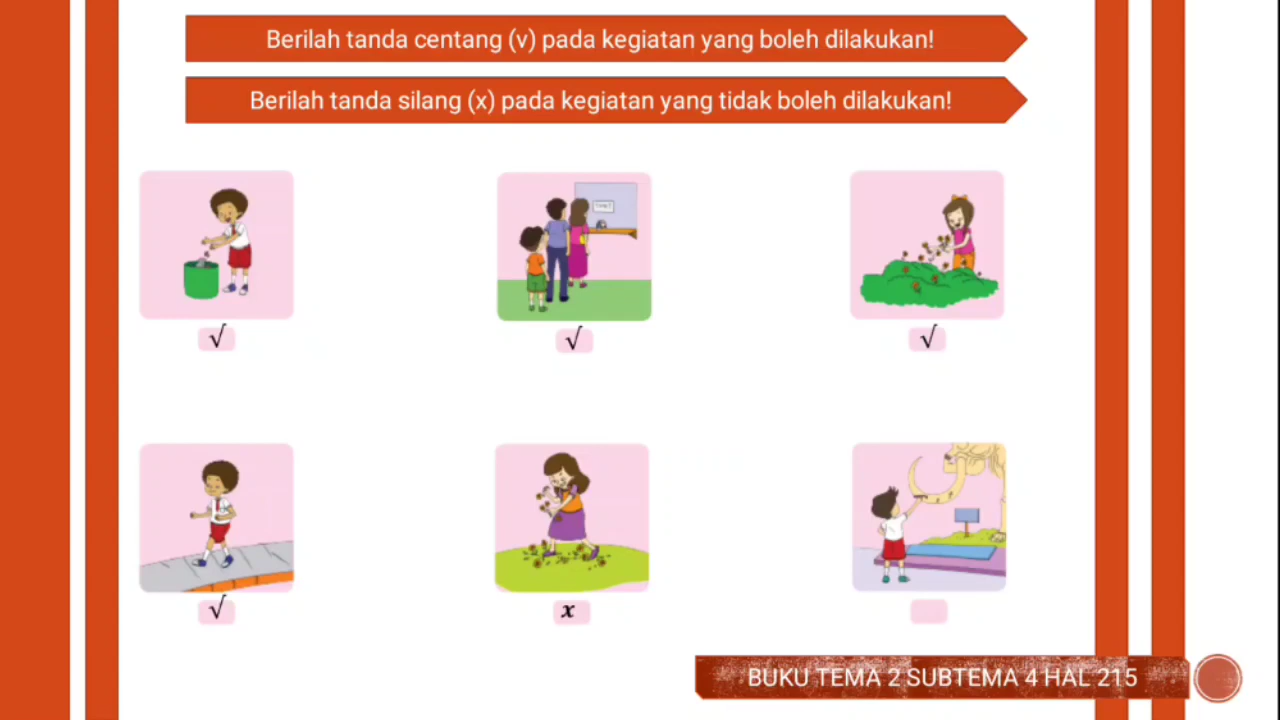 Berilah tanda centang (v) pada kegiatan yang boleh dilakukan!
Berilah tanda silang (x) pada kegiatan yang tidak boleh dilakukan!
√
√
√
√
x
BUKU TEMA 2 SUBTEMA 4 HAL 215